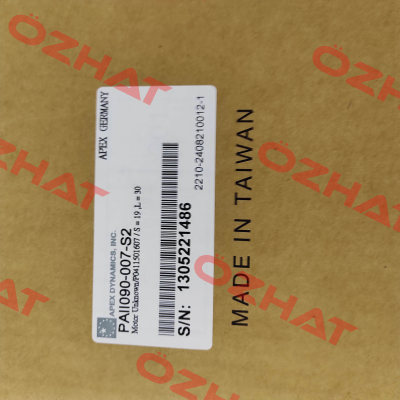 APEX GERMANY
APEX DYNAMICS, INC.
PAII090-007-S2
Motor Unknown/P0411501607 / S = 19 ,L = 30
S/N: 1305221486
2210-2408210012-1
MADE IN TAIWAN
OZHAT
OZHAT
OZHAT
OZHAT
OZHAT